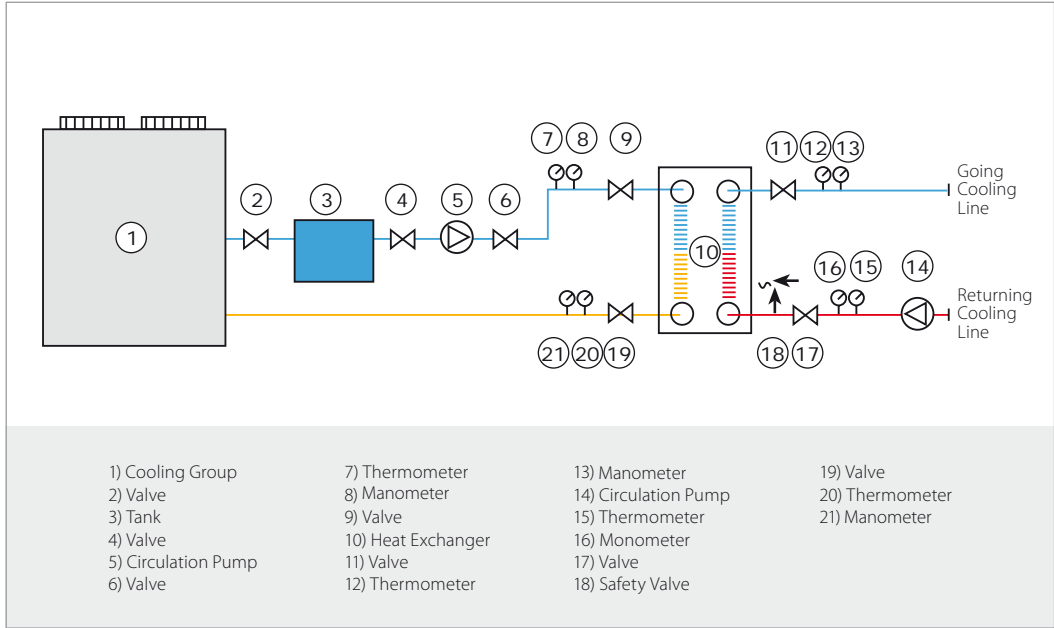 7
8
9
11
12
13
Going
Cooling
Line
2
3
4
5
6
1
10
16
15
14
Returning
Cooling
Line
21
20
19
18
17
1) Cooling Group
2) Valve
3) Tank
4) Valve
5) Circulation Pump
6) Valve
7) Thermometer
8) Manometer
9) Valve
10) Heat Exchanger
11) Valve
12) Thermometer
13) Manometer
14) Circulation Pump
15) Thermometer
16) Monometer
17) Valve
18) Safety Valve
19) Valve
20) Thermometer
21) Manometer